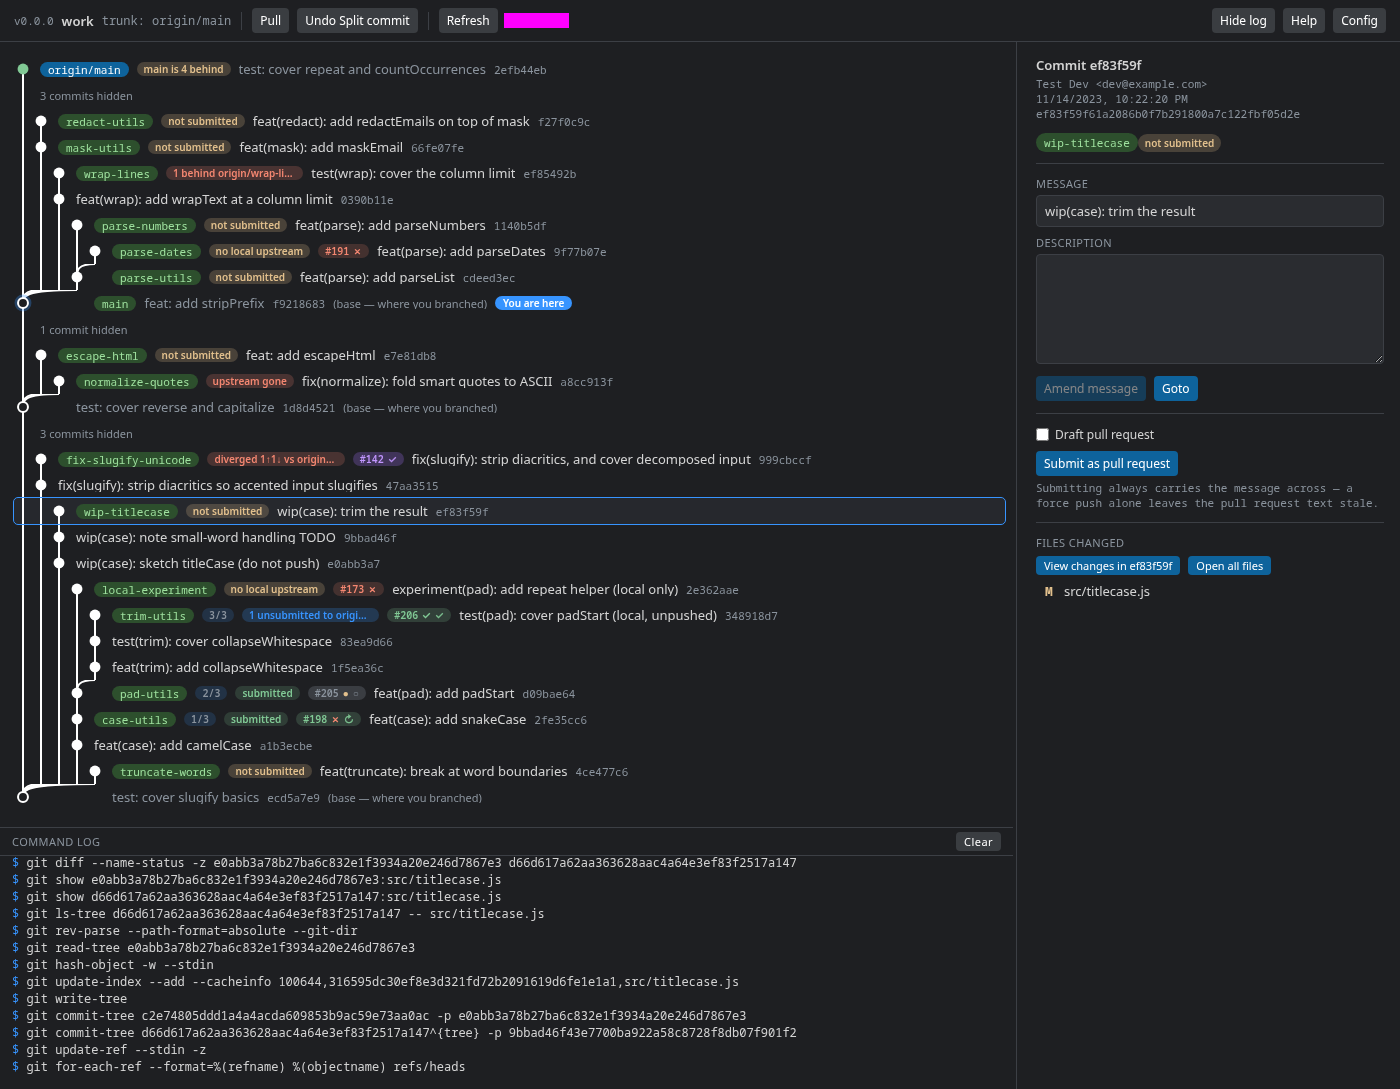 v0.0.0 work trunk: origin/main Pull Undo Split commit Refresh Hide log Help Config
origin/main main is 4 behind test: cover repeat and countOccurrences 2efb44eb
3 commits hidden
redact-utils not submitted feat(redact): add redactEmails on top of mask f27f0c9c
mask-utils not submitted feat(mask): add maskEmail 66fe07fe
wrap-lines 1 behind origin/wrap-li... test(wrap): cover the column limit ef85492b
feat(wrap): add wrapText at a column limit 0390b11e
parse-numbers not submitted feat(parse): add parseNumbers 1140b5df
parse-dates no local upstream #191 × feat(parse): add parseDates 9f77b07e
parse-utils not submitted feat(parse): add parseList cdeed3ec
main feat: add stripPrefix f9218683 (base — where you branched) You are here
1 commit hidden
escape-html not submitted feat: add escapeHtml e7e81db8
normalize-quotes upstream gone fix(normalize): fold smart quotes to ASCII a8cc913f
test: cover reverse and capitalize 1d8d4521 (base — where you branched)
3 commits hidden
fix-slugify-unicode diverged 1↑1↓ vs origin... #142 ✓ fix(slugify): strip diacritics, and cover decomposed input 999cbccf
fix(slugify): strip diacritics so accented input slugifies 47aa3515
wip-titlecase not submitted wip(case): trim the result ef83f59f
wip(case): note small-word handling TODO 9bbad46f
wip(case): sketch titleCase (do not push) e0abb3a7
local-experiment no local upstream #173 × experiment(pad): add repeat helper (local only) 2e362aae
trim-utils 3/3 1 unsubmitted to origi... #206 ✓ ✓ test(pad): cover padStart (local, unpushed) 348918d7
test(trim): cover collapseWhitespace 83ea9d66
feat(trim): add collapseWhitespace 1f5ea36c
pad-utils 2/3 submitted #205 ● ○ feat(pad): add padStart d09bae64
case-utils 1/3 submitted #198 × ↻ feat(case): add snakeCase 2fe35cc6
feat(case): add camelCase a1b3ecbe
truncate-words not submitted feat(truncate): break at word boundaries 4ce477c6
test: cover slugify basics ecd5a7e9 (base — where you branched)
COMMAND LOG Clear
$ git diff --name-status -z e0abb3a78b27ba6c832e1f3934a20e246d7867e3 d66d617a62aa363628aac4a64e3ef83f2517a147
$ git show e0abb3a78b27ba6c832e1f3934a20e246d7867e3:src/titlecase.js
$ git show d66d617a62aa363628aac4a64e3ef83f2517a147:src/titlecase.js
$ git ls-tree d66d617a62aa363628aac4a64e3ef83f2517a147 -- src/titlecase.js
$ git rev-parse --path-format=absolute --git-dir
$ git read-tree e0abb3a78b27ba6c832e1f3934a20e246d7867e3
$ git hash-object -w --stdin
$ git update-index --add --cacheinfo 100644,316595dc30ef8e3d321fd72b2091619d6fe1e1a1,src/titlecase.js
$ git write-tree
$ git commit-tree c2e74805ddd1a4a4acda609853b9ac59e73aa0ac -p e0abb3a78b27ba6c832e1f3934a20e246d7867e3
$ git commit-tree d66d617a62aa363628aac4a64e3ef83f2517a147^{tree} -p 9bbad46f43e7700ba922a58c8728f8db07f901f2
$ git update-ref --stdin -z
$ git for-each-ref --format=%(refname) %(objectname) refs/heads
Commit ef83f59f
Test Dev <dev@example.com>
11/14/2023, 10:22:20 PM
ef83f59f61a2086b0f7b291800a7c122fbf05d2e
wip-titlecase not submitted
MESSAGE
wip(case): trim the result
DESCRIPTION
Amend message Goto
Draft pull request
Submit as pull request
Submitting always carries the message across — a
force push alone leaves the pull request text stale.
FILES CHANGED
View changes in ef83f59f Open all files
M src/titlecase.js